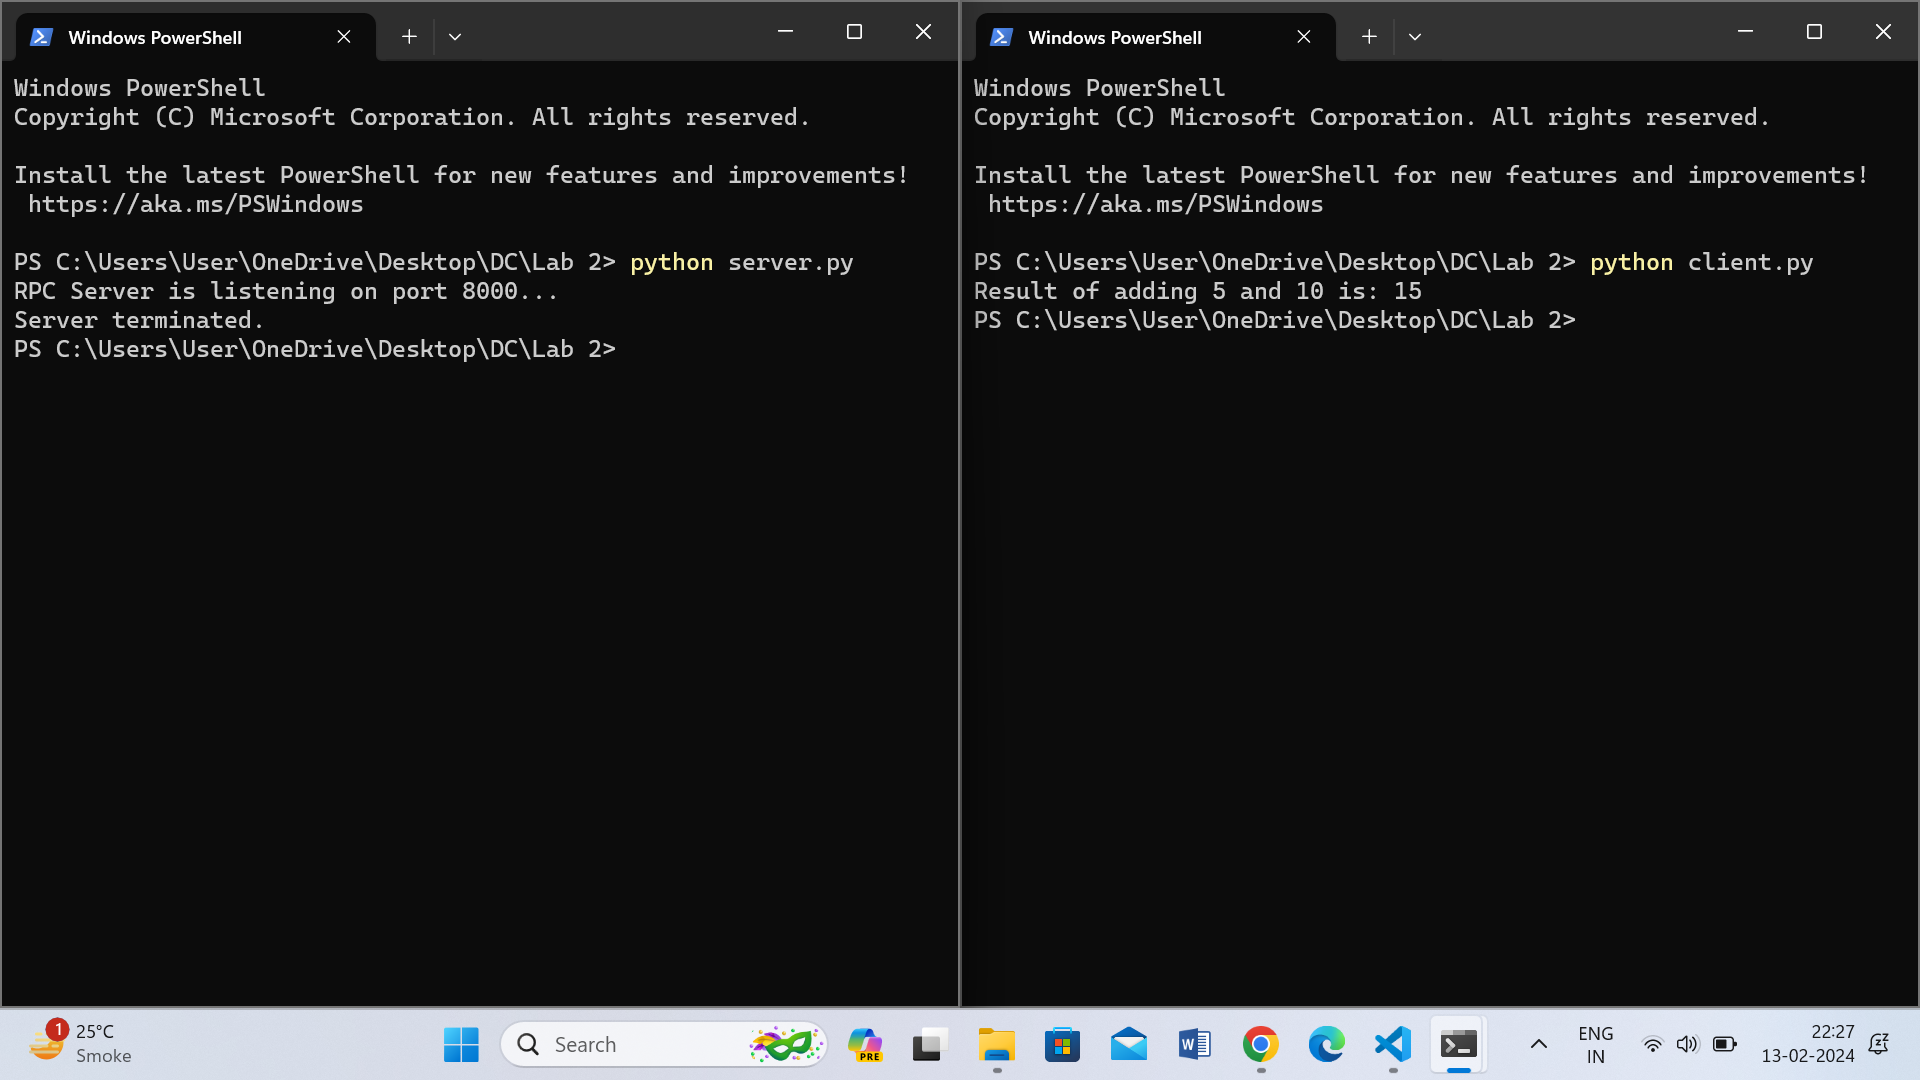 Windows PowerShell
Windows PowerShell
Copyright (C) Microsoft Corporation. All rights reserved.
Install the latest PowerShell for new features and improvements!
https://aka.ms/PSWindows
PS C:\Users\User\OneDrive\Desktop\DC\Lab 2> python server.py
RPC Server is listening on port 8000...
Server terminated.
PS C:\Users\User\OneDrive\Desktop\DC\Lab 2>
Windows PowerShell
Windows PowerShell
Copyright (C) Microsoft Corporation. All rights reserved.
Install the latest PowerShell for new features and improvements!
https://aka.ms/PSWindows
PS C:\Users\User\OneDrive\Desktop\DC\Lab 2> python client.py
Result of adding 5 and 10 is: 15
PS C:\Users\User\OneDrive\Desktop\DC\Lab 2>
1
25°C
Smoke
Search
PRE
W
ENG
IN
22:27
13-02-2024